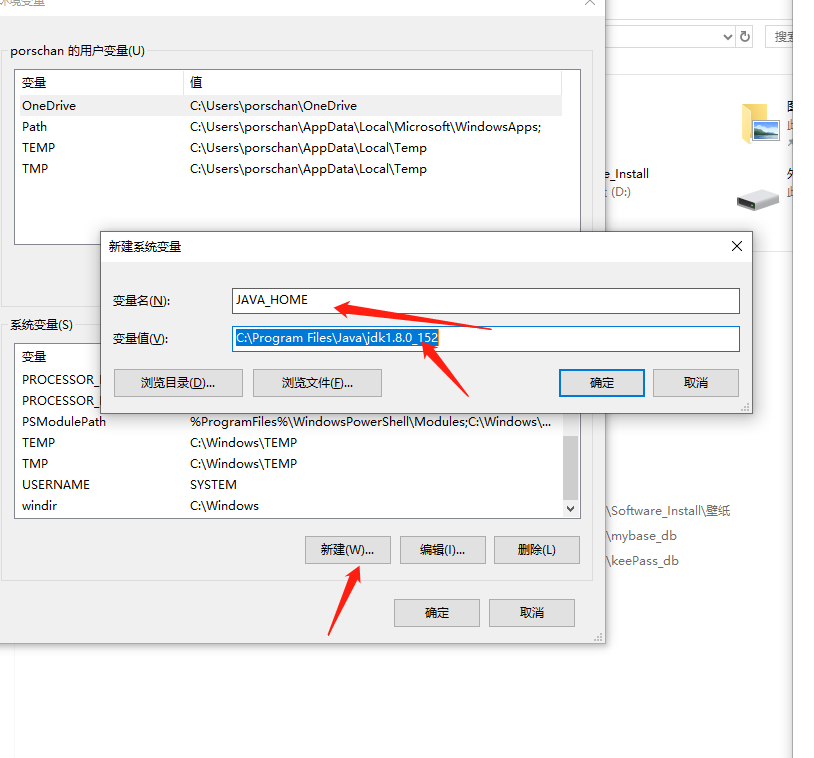 环境变量
porschan 的用户变量(U)
变量 值
OneDrive C:\Users\porschan\OneDrive
Path C:\Users\porschan\AppData\Local\Microsoft\WindowsApps;
TEMP C:\Users\porschan\AppData\Local\Temp
TMP C:\Users\porschan\AppData\Local\Temp
搜索
e_Install
(D:)
新建系统变量
变量名(N):
JAVA_HOME
变量值(V):
C:\Program Files\Java\jdk1.8.0_152
浏览目录(D)... 浏览文件(F)... 确定 取消
系统变量(S)
变量
PROCESSOR_
PROCESSOR_
PSModulePath %ProgramFiles%\WindowsPowerShell\Modules;C:\Windows\...
TEMP C:\Windows\TEMP
TMP C:\Windows\TEMP
USERNAME SYSTEM
windir C:\Windows
新建(W)... 编辑(I)... 删除(L)
确定 取消
\Software_Install\壁纸
\mybase_db
\keePass_db